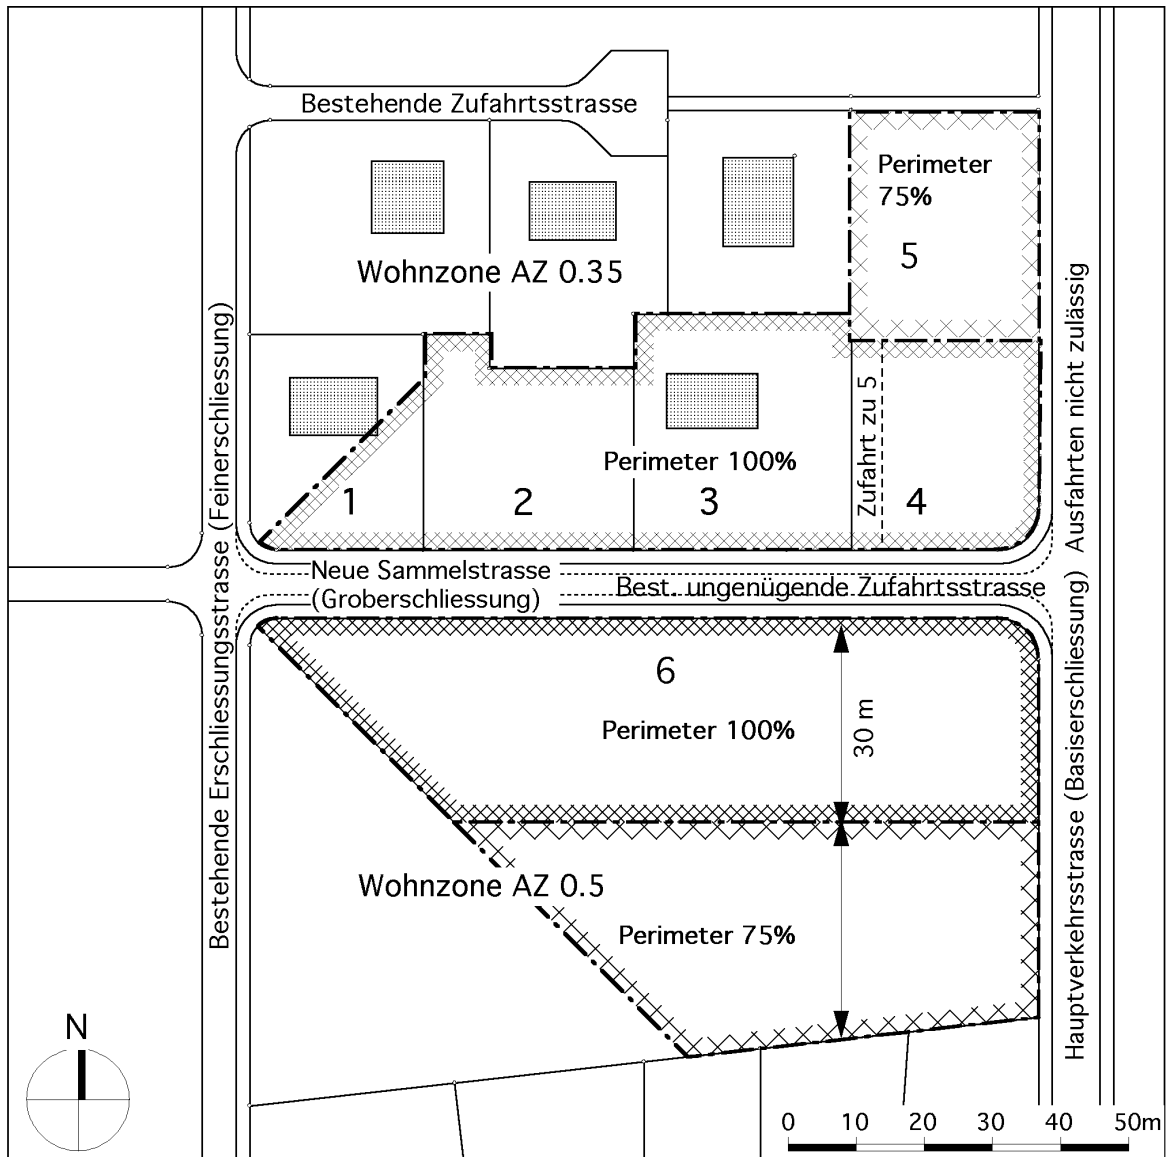 Bestehende Zufahrtsstrasse
Perimeter
75%
5
Wohnzone AZ 0.35
Ausfahrten nicht zulässig
Bestehende Erschliessungsstrasse (Feinerschliessung)
Zufahrt zu 5
Perimeter 100%
1
2
3
4
Neue Sammelstrasse
(Groberschliessung)
Best. ungenügende Zufahrtsstrasse
Hauptverkehrsstrasse (Basiserschliessung)
6
Perimeter 100%
30 m
Wohnzone AZ 0.5
Perimeter 75%
N
0 10 20 30 40 50m